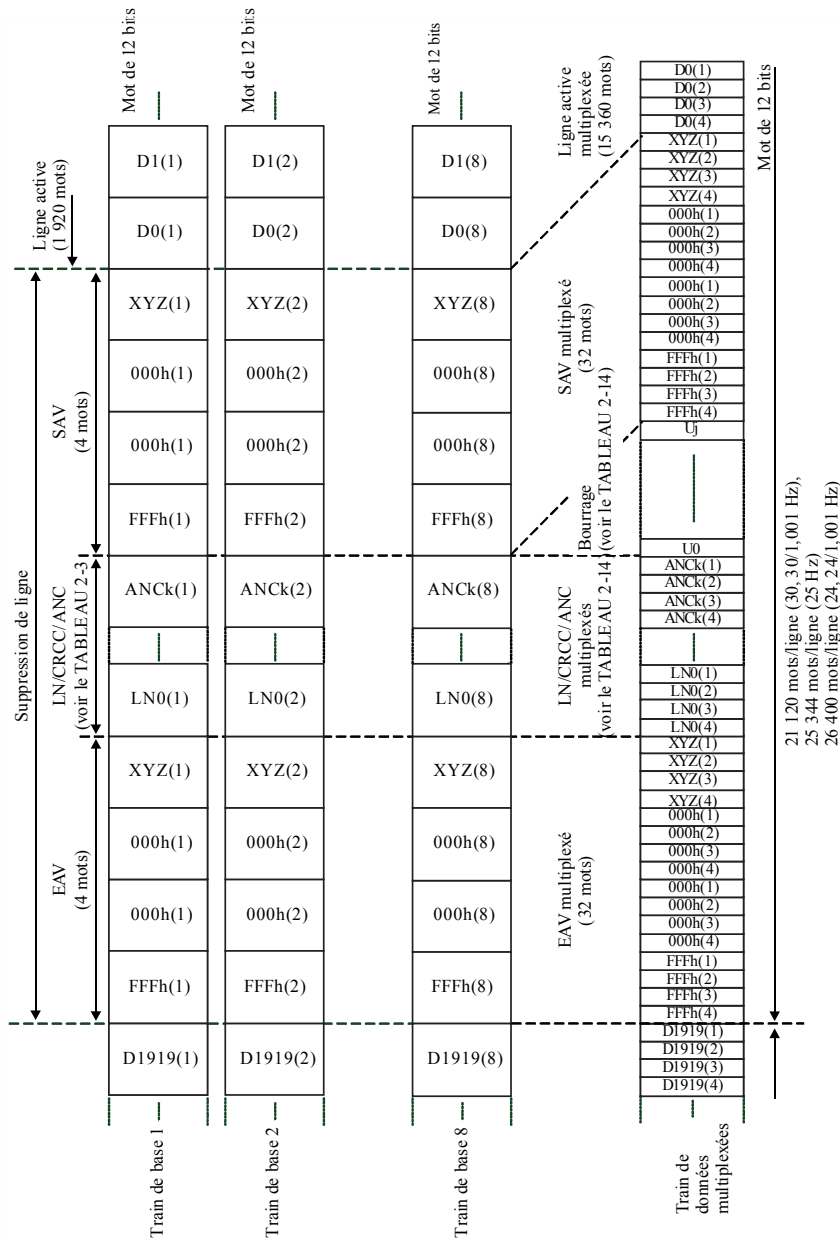 Mot de 12 bits
Mot de 12 bits
Mot de 12 bits
Mot de 12 bits
Ligne active
(1 920 mots)
Suppression de ligne
SAV
(4 mots)
LN/CRCC/ANC
(voir le TABLEAU 2-3)
EAV
(4 mots)
D1(1)
D0(1)
XYZ(1)
000h(1)
000h(1)
FFFh(1)
ANCk(1)
LN0(1)
XYZ(1)
000h(1)
000h(1)
FFFh(1)
D1919(1)
Train de base 1
D1(2)
D0(2)
XYZ(2)
000h(2)
000h(2)
FFFh(2)
ANCk(2)
LN0(2)
XYZ(2)
000h(2)
000h(2)
FFFh(2)
D1919(2)
Train de base 2
D1(8)
D0(8)
XYZ(8)
000h(8)
000h(8)
FFFh(8)
ANCk(8)
LN0(8)
XYZ(8)
000h(8)
000h(8)
FFFh(8)
D1919(8)
Train de base 8
Ligne active
multiplexée
(15 360 mots)
SAV multiplexé
(32 mots)
Bourrage
(voir le TABLEAU 2-14)
LN/CRCC/ANC
multiplexés
(voir le TABLEAU 2-14)
EAV multiplexé
(32 mots)
D0(1)
D0(2)
D0(3)
D0(4)
XYZ(1)
XYZ(2)
XYZ(3)
XYZ(4)
000h(1)
000h(2)
000h(3)
000h(4)
000h(1)
000h(2)
000h(3)
000h(4)
FFFh(1)
FFFh(2)
FFFh(3)
FFFh(4)
Uj
U0
ANCk(1)
ANCk(2)
ANCk(3)
ANCk(4)
LN0(1)
LN0(2)
LN0(3)
LN0(4)
XYZ(1)
XYZ(2)
XYZ(3)
XYZ(4)
000h(1)
000h(2)
000h(3)
000h(4)
000h(1)
000h(2)
000h(3)
000h(4)
FFFh(1)
FFFh(2)
FFFh(3)
FFFh(4)
D1919(1)
D1919(2)
D1919(3)
D1919(4)
Train de
données
multiplexées
21 120 mots/ligne (30, 30/1,001 Hz),
25 344 mots/ligne (25 Hz)
26 400 mots/ligne (24, 24/1,001 Hz)